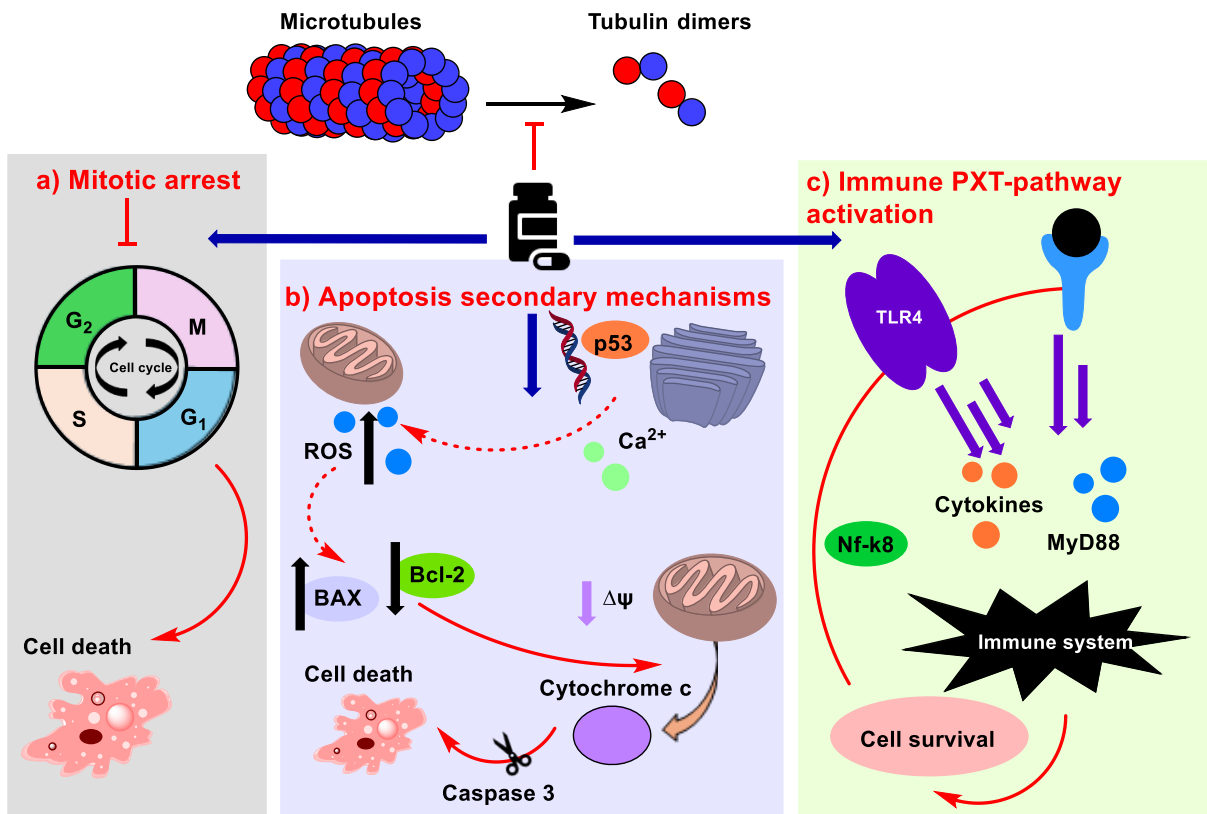 Microtubules
Tubulin dimers
a) Mitotic arrest
G2
M
Cell cycle
S
G1
Cell death
b) Apoptosis secondary mechanisms
p53
ROS
Ca2+
BAX
Bcl-2
Δψ
Cell death
Cytochrome c
Caspase 3
c) Immune PXT-pathway
activation
TLR4
Cytokines
MyD88
Nf-k8
Immune system
Cell survival